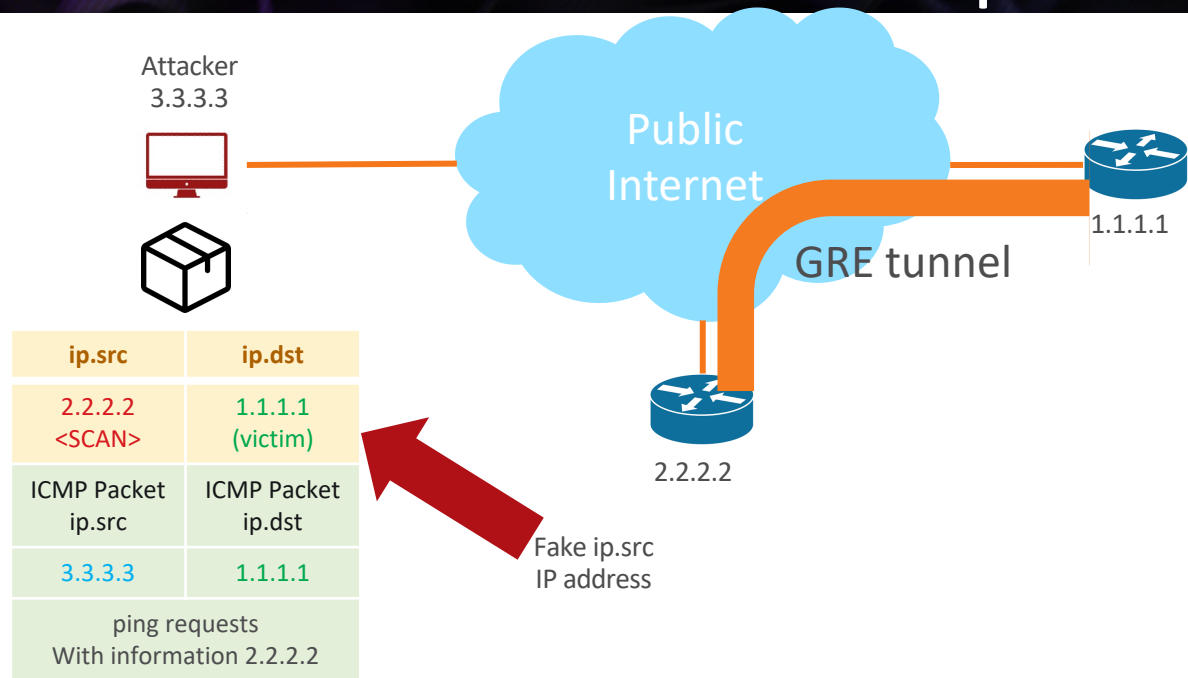 Attacker
3.3.3.3
Public
Internet
1.1.1.1
GRE tunnel
2.2.2.2
ip.src ip.dst
2.2.2.2 1.1.1.1
<SCAN> (victim)
ICMP Packet ICMP Packet
ip.src ip.dst
3.3.3.3 1.1.1.1
ping requests
With information 2.2.2.2
Fake ip.src
IP address